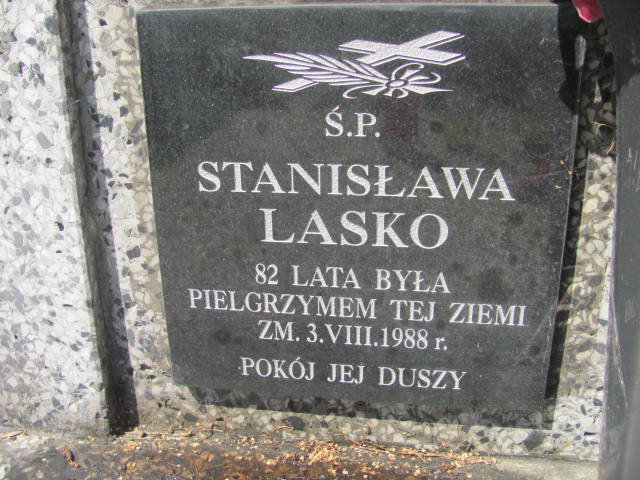 Ś.P.
STANISŁAWA
LASKO
82 LATA BYŁA
PIELGRZYMEM TEJ ZIEMI
ZM. 3.VIII.1988 r.
POKÓJ JEJ DUSZY